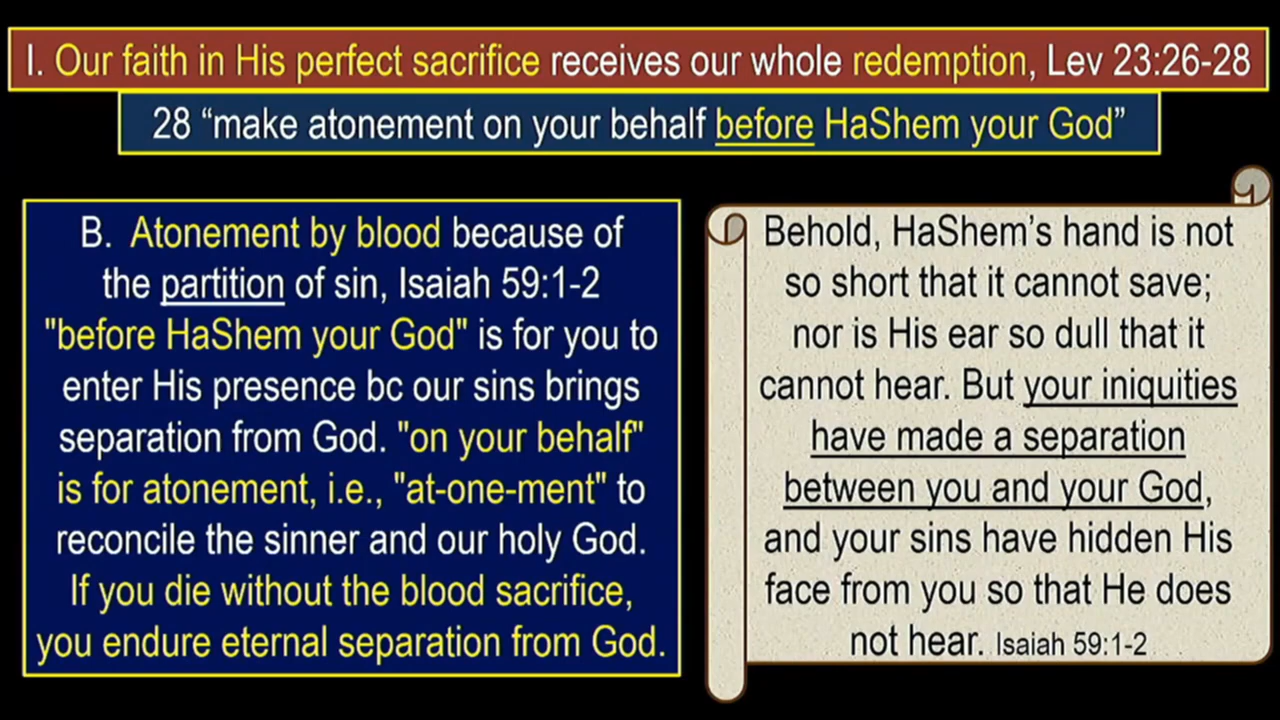 I. Our faith in His perfect sacrifice receives our whole redemption, Lev 23:26-28
28 “make atonement on your behalf before HaShem your God”
B. Atonement by blood because of
the partition of sin, Isaiah 59:1-2
"before HaShem your God" is for you to
enter His presence bc our sins brings
separation from God. "on your behalf"
is for atonement, i.e., "at-one-ment" to
reconcile the sinner and our holy God.
If you die without the blood sacrifice,
you endure eternal separation from God.
Behold, HaShem’s hand is not
so short that it cannot save;
nor is His ear so dull that it
cannot hear. But your iniquities
have made a separation
between you and your God,
and your sins have hidden His
face from you so that He does
not hear. Isaiah 59:1-2